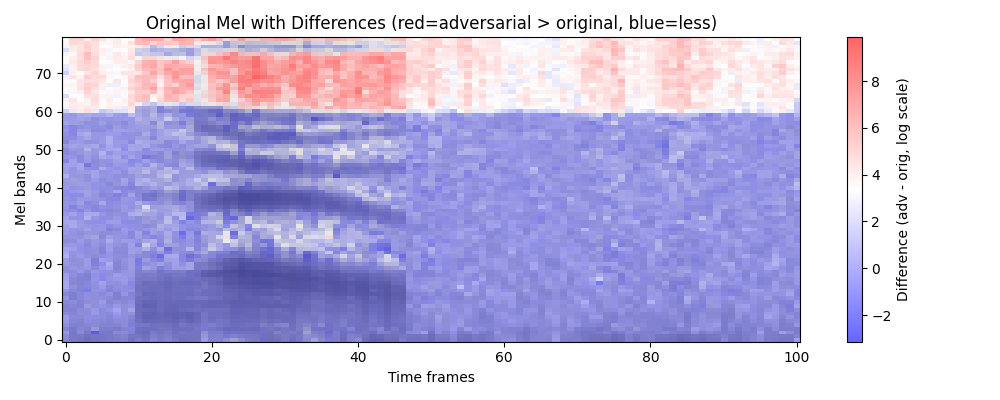 Original Mel with Differences (red=adversarial > original, blue=less)
Mel bands
70
60
50
40
30
20
10
0
0 20 40 60 80 100
Time frames
8
6
4
2
0
−2
Difference (adv - orig, log scale)